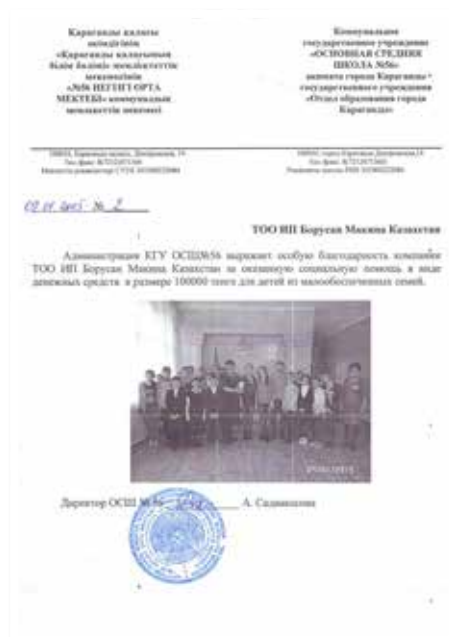 Қарағанды қаласы
әкімдігінің
«Қарағанды қаласының
білім бөлімі» мемлекеттік
мекемесінің
«№56 НЕГІЗГІ ОРТА
МЕКТЕБІ» коммуналдық
мемлекеттік мекемесі
Коммунальное
государственное учреждение
«ОСНОВНАЯ СРЕДНЯЯ
ШКОЛА №56»
акимата города Караганды
государственного учреждения
«Отдел образования города
Караганды»
№ 2
ТОО ИП Борусан Макина Казахстан
Администрация КГУ ОСШ№56 выражает особую благодарность компании
ТОО ИП Борусан Макина Казахстан за оказанную социальную помощь в виде
денежных средств в размере 100000 тенге для детей из малообеспеченных семей.
Директор ОСШ №56 А.